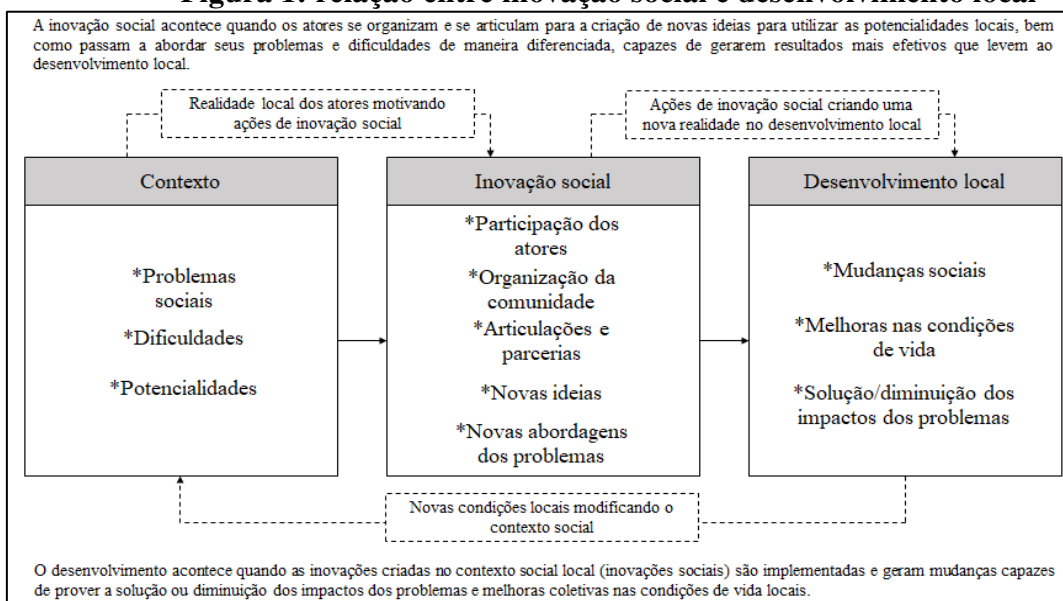 Figura 1: relação entre inovação social e desenvolvimento local
A inovação social acontece quando os atores se organizam e se articulam para a criação de novas ideias para utilizar as potencialidades locais, bem
como passam a abordar seus problemas e dificuldades de maneira diferenciada, capazes de gerarem resultados mais efetivos que levem ao
desenvolvimento local.
Realidade local dos atores motivando
ações de inovação social
Ações de inovação social criando uma
nova realidade no desenvolvimento local
Contexto
*Problemas
sociais
*Dificuldades
*Potencialidades
Inovação social
*Participação dos
atores
*Organização da
comunidade
*Articulações e
parcerias
*Novas ideias
*Novas abordagens
dos problemas
Desenvolvimento local
*Mudanças sociais
*Melhoras nas condições
de vida
*Solução/diminuição dos
impactos dos problemas
Novas condições locais modificando o
contexto social
O desenvolvimento acontece quando as inovações criadas no contexto social local (inovações sociais) são implementadas e geram mudanças capazes
de prover a solução ou diminuição dos impactos dos problemas e melhoras coletivas nas condições de vida locais.